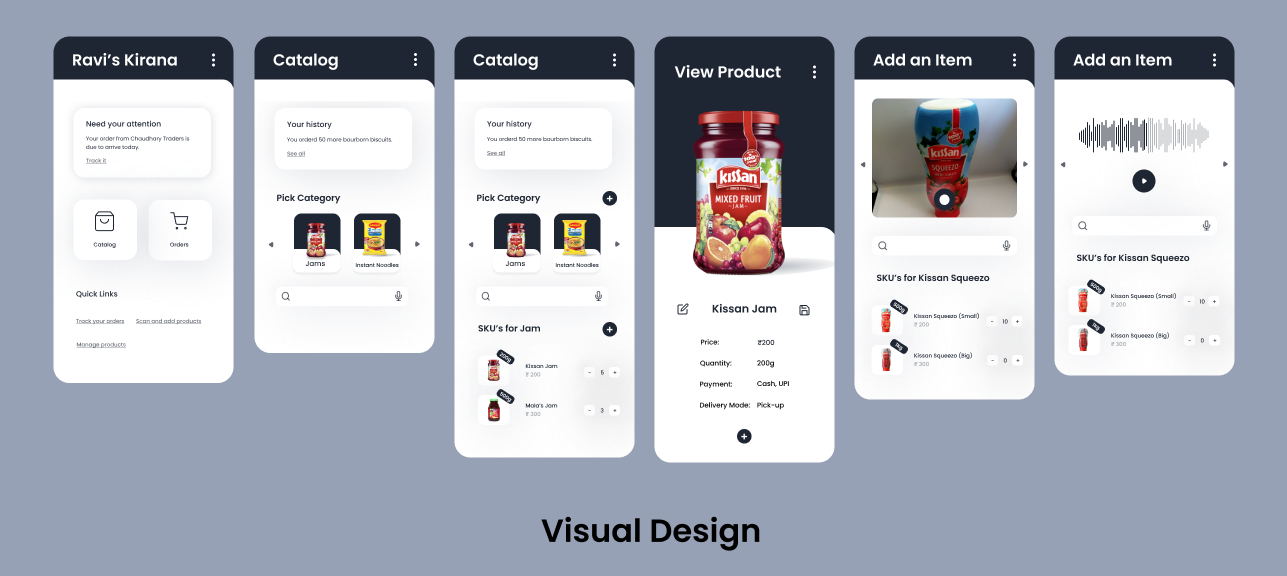 Ravi's Kirana
Need your attention
Your order from Chaudhary Traders is
due to arrive today.
Track it
Catalog
Orders
Quick Links
Track your orders
Scan and add products
Manage products
Catalog
Your history
You orderd 50 more bourborn biscuits.
See all
Pick Category
Jams
Instant Noodles
Catalog
Your history
You orderd 50 more bourborn biscuits.
See all
Pick Category
Jams
Instant Noodles
SKU's for Jam
200g
Kissan Jam
₹ 200
- 5 +
500g
Mala's Jam
₹ 300
- 3 +
View Product
kissan
MIXED FRUIT
JAM
Kissan Jam
Price: ₹200
Quantity: 200g
Payment: Cash, UPI
Delivery Mode: Pick-up
Add an Item
kissan
SQUEEZO
SKU's for Kissan Squeezo
500g
Kissan Squeezo (Small)
₹ 200
- 10 +
1kg
Kissan Squeezo (Big)
₹ 300
- 0 +
Add an Item
SKU's for Kissan Squeezo
500g
Kissan Squeezo (Small)
₹ 200
- 10 +
1kg
Kissan Squeezo (Big)
₹ 300
- 0 +
Visual Design